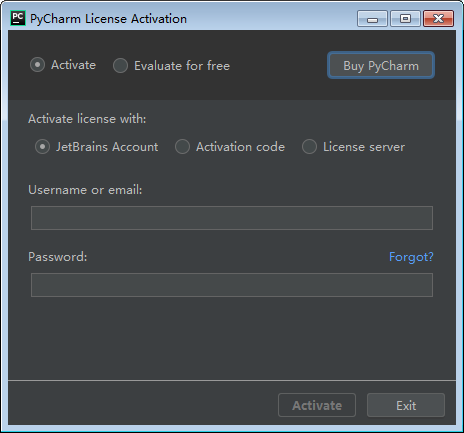 PC PyCharm License Activation
Activate Evaluate for free Buy PyCharm
Activate license with:
JetBrains Account Activation code License server
Username or email:
Password: Forgot?
Activate Exit